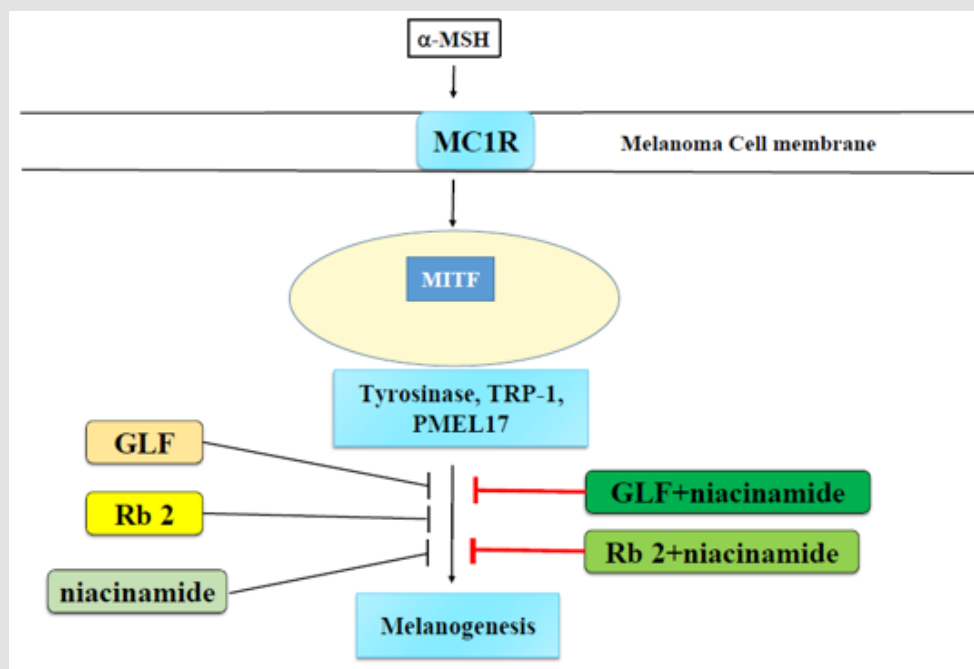 α-MSH
MC1R
Melanoma Cell membrane
MITF
Tyrosinase, TRP-1,
PMEL17
GLF
GLF+niacinamide
Rb 2
Rb 2+niacinamide
niacinamide
Melanogenesis